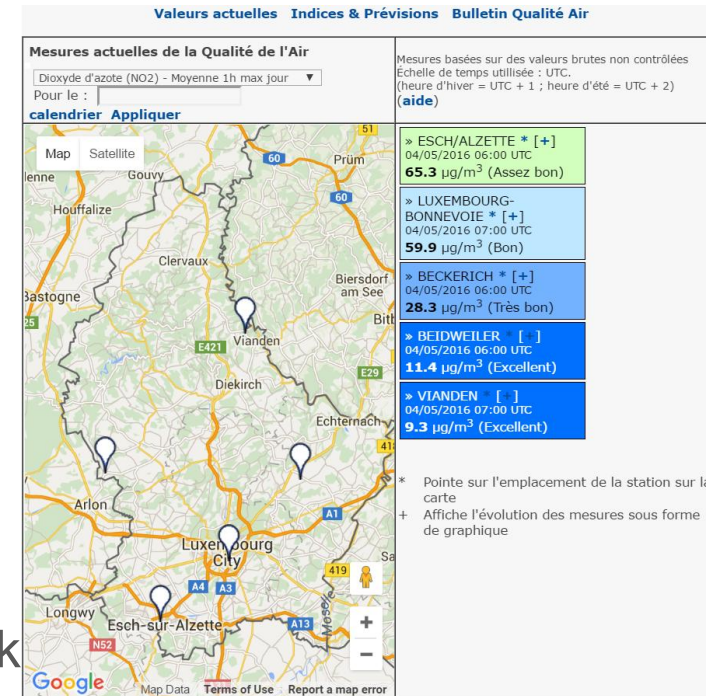 Valeurs actuelles Indices & Prévisions Bulletin Qualité Air
Mesures actuelles de la Qualité de l'Air
Dioxyde d'azote (NO2) - Moyenne 1h max jour ▼
Pour le :
calendrier Appliquer
Mesures basées sur des valeurs brutes non contrôlées
Échelle de temps utilisée : UTC.
(heure d'hiver = UTC + 1 ; heure d'été = UTC + 2)
(aide)
Map Satellite
51
60
Prüm
Gouvy
60
Houffalize
Clervaux
Biersdorf
am See
25
Vianden
E421
E29
Diekirch
Echternach
Arlon
A1
Luxembourg
City
419
A4 A3
Moselle
Longwy
Esch-sur-Alzette
A13
N52
+
−
Google
Map Data Terms of Use Report a map error
» ESCH/ALZETTE * [+]
04/05/2016 06:00 UTC
65.3 µg/m³ (Assez bon)
» LUXEMBOURG-
BONNEVOIE * [+]
04/05/2016 07:00 UTC
59.9 µg/m³ (Bon)
» BECKERICH * [+]
04/05/2016 06:00 UTC
28.3 µg/m³ (Très bon)
» BEIDWEILER * [+]
04/05/2016 06:00 UTC
11.4 µg/m³ (Excellent)
» VIANDEN * [+]
04/05/2016 07:00 UTC
9.3 µg/m³ (Excellent)
* Pointe sur l'emplacement de la station sur la
carte
+ Affiche l'évolution des mesures sous forme
de graphique
k